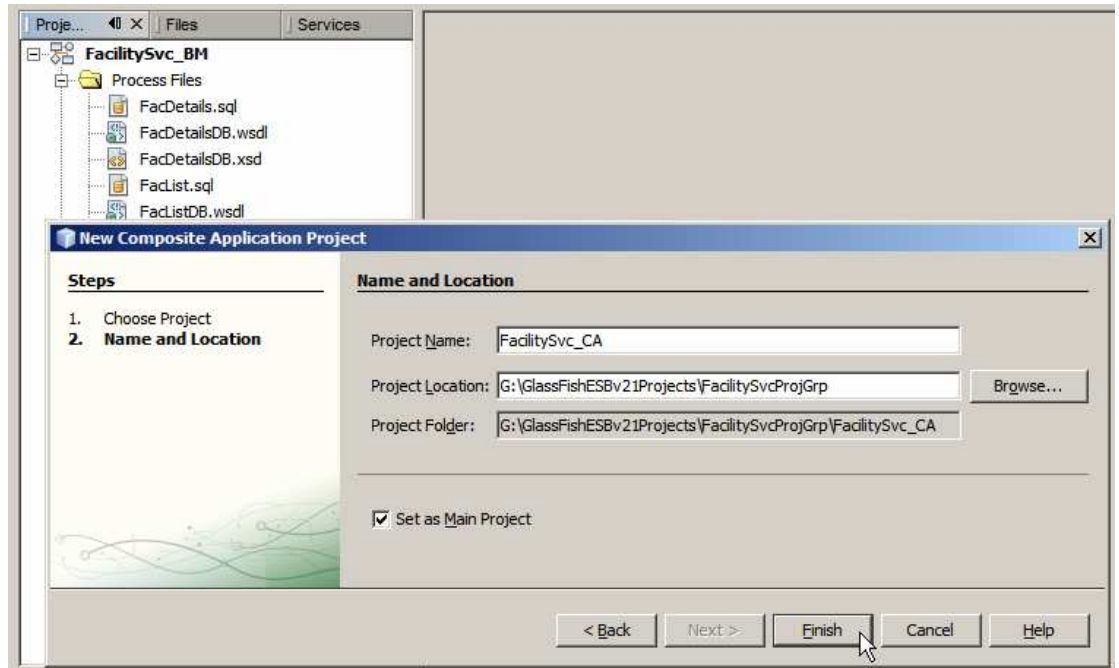 Proje... Files Services
FacilitySvc_BM
Process Files
FacDetails.sql
FacDetailsDB.wsdl
FacDetailsDB.xsd
FacList.sql
FacListDB.wsdl
New Composite Application Project
Steps
1. Choose Project
2. Name and Location
Name and Location
Project Name: FacilitySvc_CA
Project Location: G:\GlassFishESBv21Projects\FacilitySvcProjGrp Browse...
Project Folder: G:\GlassFishESBv21Projects\FacilitySvcProjGrp\FacilitySvc_CA
Set as Main Project
< Back Next > Finish Cancel Help